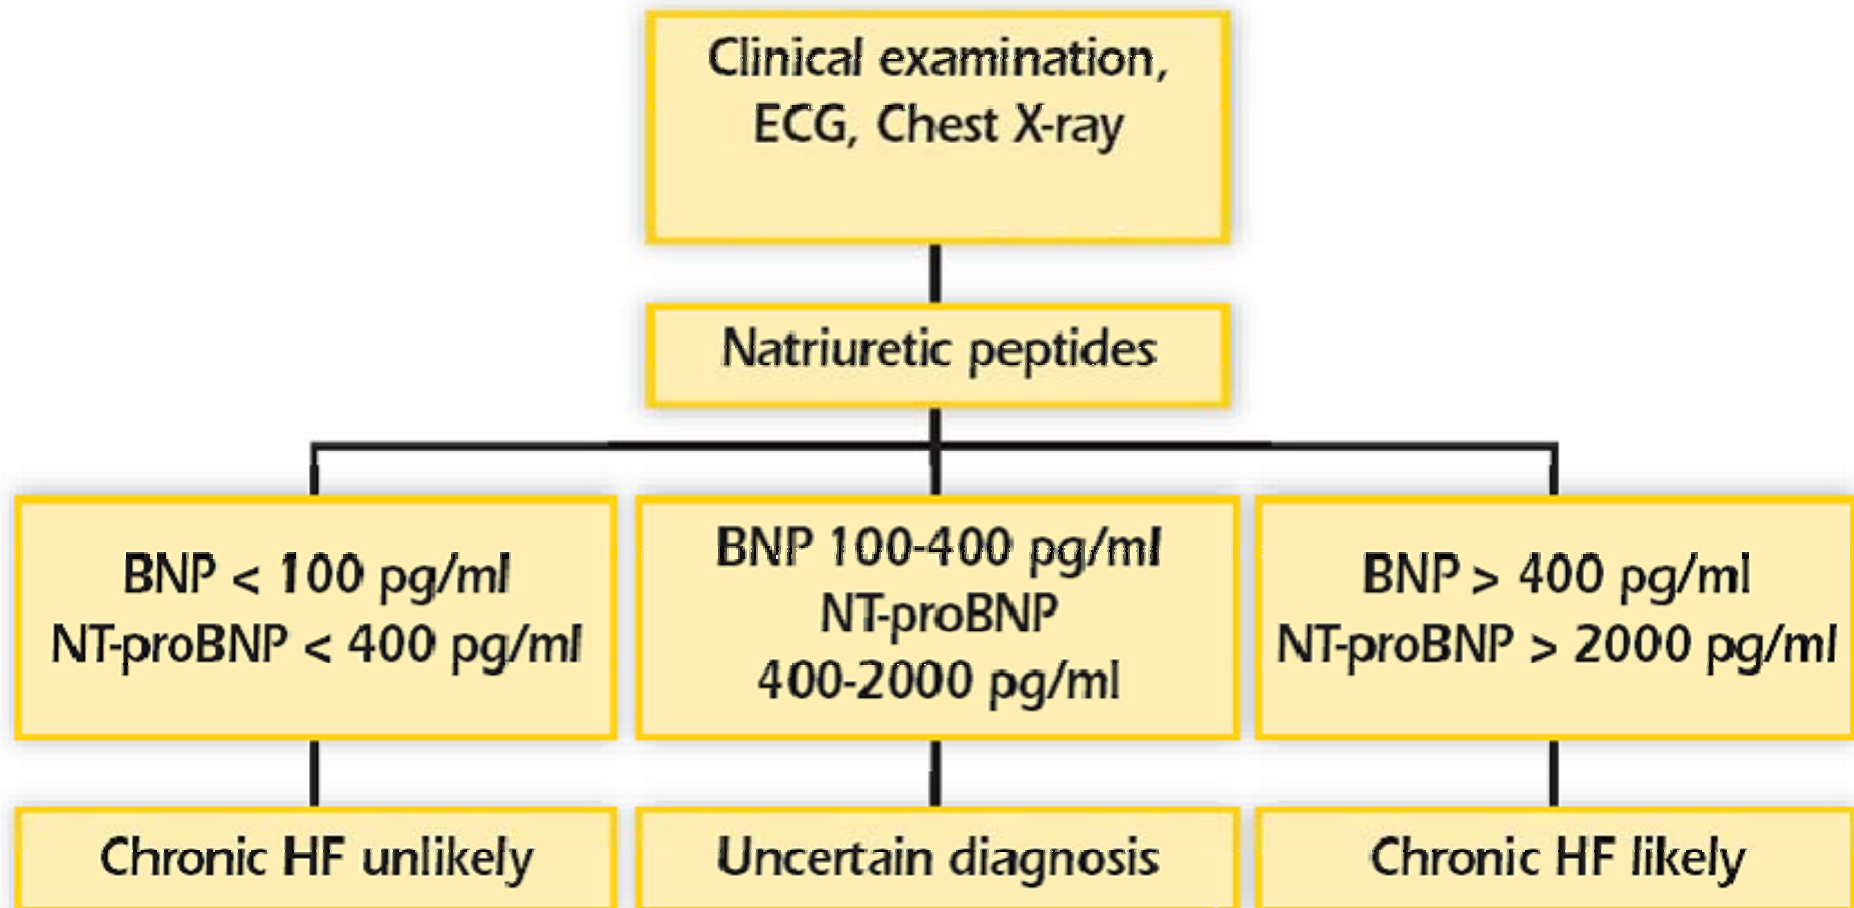 Clinical examination,
ECG, Chest X-ray
Natriuretic peptides
BNP < 100 pg/ml
NT-proBNP < 400 pg/ml
BNP 100-400 pg/ml
NT-proBNP
400-2000 pg/ml
BNP > 400 pg/ml
NT-proBNP > 2000 pg/ml
Chronic HF unlikely
Uncertain diagnosis
Chronic HF likely